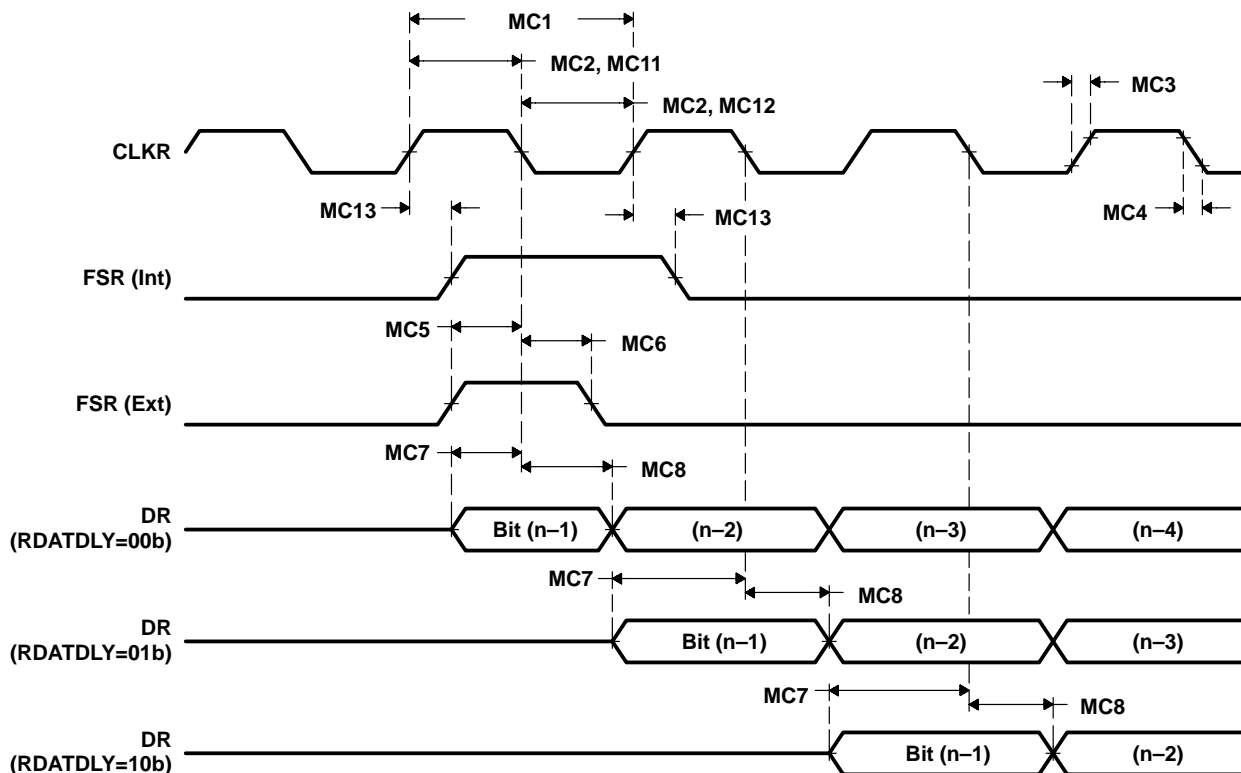 MC1
MC2, MC11
MC3
MC2, MC12
CLKR
MC13
MC13
MC4
FSR (Int)
MC5
MC6
FSR (Ext)
MC7
MC8
DR
(RDATDLY=00b)
Bit (n–1)
(n–2)
(n–3)
(n–4)
MC7
MC8
DR
(RDATDLY=01b)
Bit (n–1)
(n–2)
(n–3)
MC7
MC8
DR
(RDATDLY=10b)
Bit (n–1)
(n–2)